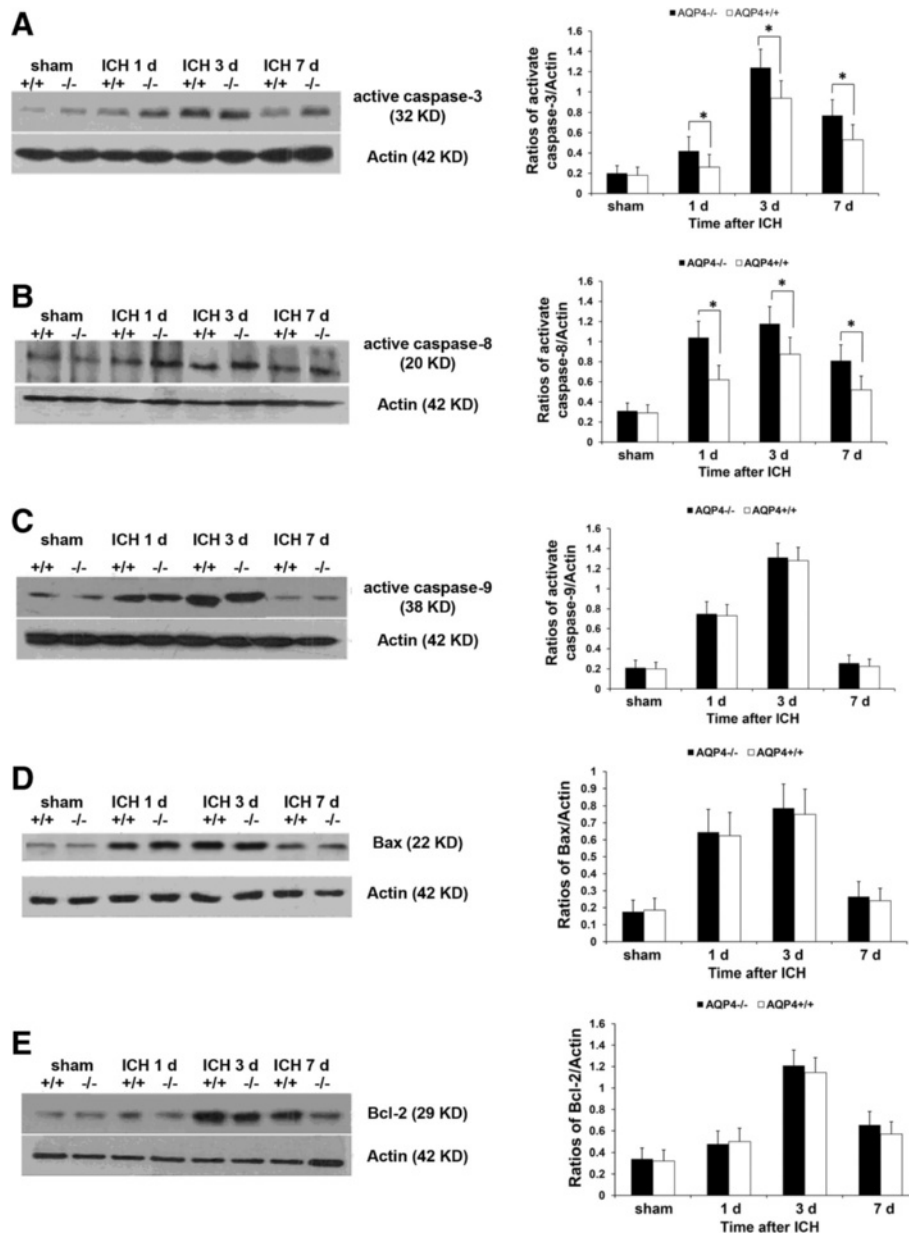 A
sham ICH 1 d ICH 3 d ICH 7 d
+/+ -/- +/+ -/- +/+ -/- +/+ -/-
active caspase-3
(32 KD)
Actin (42 KD)
AQP4-/- AQP4+/+
Ratios of activate
caspase-3/Actin
1.6
1.4
1.2
1
0.8
0.6
0.4
0.2
0
*
*
*
sham 1 d 3 d 7 d
Time after ICH
B
sham ICH 1 d ICH 3 d ICH 7 d
+/+ -/- +/+ -/- +/+ -/- +/+ -/-
active caspase-8
(20 KD)
Actin (42 KD)
AQP4-/- AQP4+/+
Ratios of activate
caspase-8/Actin
1.6
1.4
1.2
1
0.8
0.6
0.4
0.2
0
*
*
*
sham 1 d 3 d 7 d
Time after ICH
C
sham ICH 1 d ICH 3 d ICH 7 d
+/+ -/- +/+ -/- +/+ -/- +/+ -/-
active caspase-9
(38 KD)
Actin (42 KD)
AQP4-/- AQP4+/+
Ratios of activate
caspase-9/Actin
1.6
1.4
1.2
1
0.8
0.6
0.4
0.2
0
sham 1 d 3 d 7 d
Time after ICH
D
sham ICH 1 d ICH 3 d ICH 7 d
+/+ -/- +/+ -/- +/+ -/- +/+ -/-
Bax (22 KD)
Actin (42 KD)
AQP4-/- AQP4+/+
Ratios of Bax/Actin
1
0.9
0.8
0.7
0.6
0.5
0.4
0.3
0.2
0.1
0
sham 1 d 3 d 7 d
Time after ICH
E
sham ICH 1 d ICH 3 d ICH 7 d
+/+ -/- +/+ -/- +/+ -/- +/+ -/-
Bcl-2 (29 KD)
Actin (42 KD)
AQP4-/- AQP4+/+
Ratios of Bcl-2/Actin
1.6
1.4
1.2
1
0.8
0.6
0.4
0.2
0
sham 1 d 3 d 7 d
Time after ICH